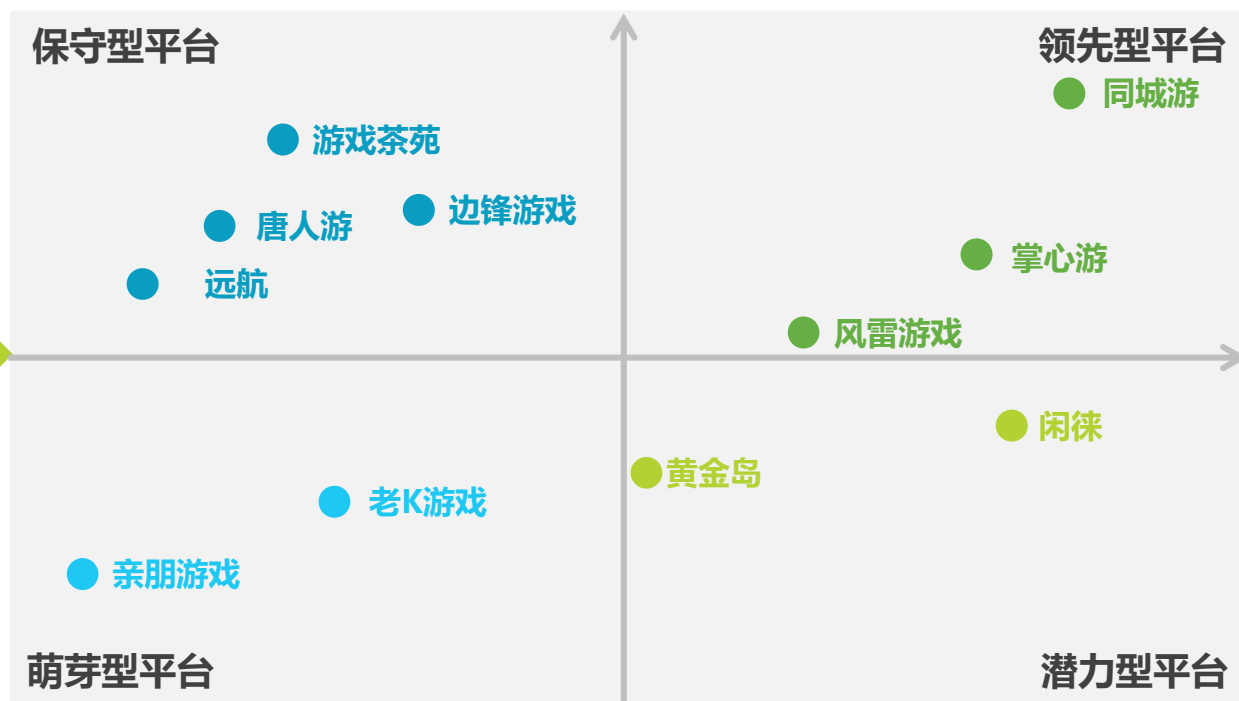 保守型平台
领先型平台
同城游
游戏茶苑
边锋游戏
唐人游
掌心游
远航
风雷游戏
闲徕
黄金岛
老K游戏
亲朋游戏
萌芽型平台
潜力型平台